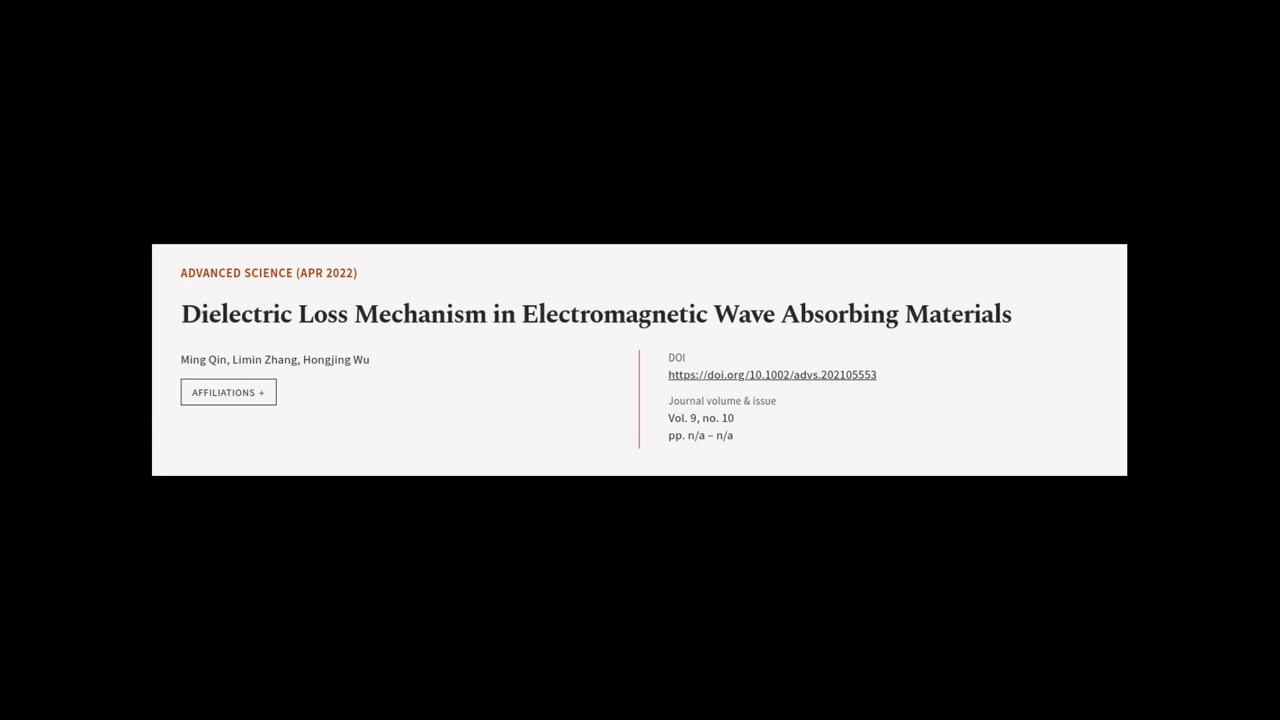 ADVANCED SCIENCE (APR 2022)
Dielectric Loss Mechanism in Electromagnetic Wave Absorbing Materials
Ming Qin, Limin Zhang, Hongjing Wu
AFFILIATIONS +
DOI
https://doi.org/10.1002/advs.202105553
Journal volume & issue
Vol. 9, no. 10
pp. n/a – n/a